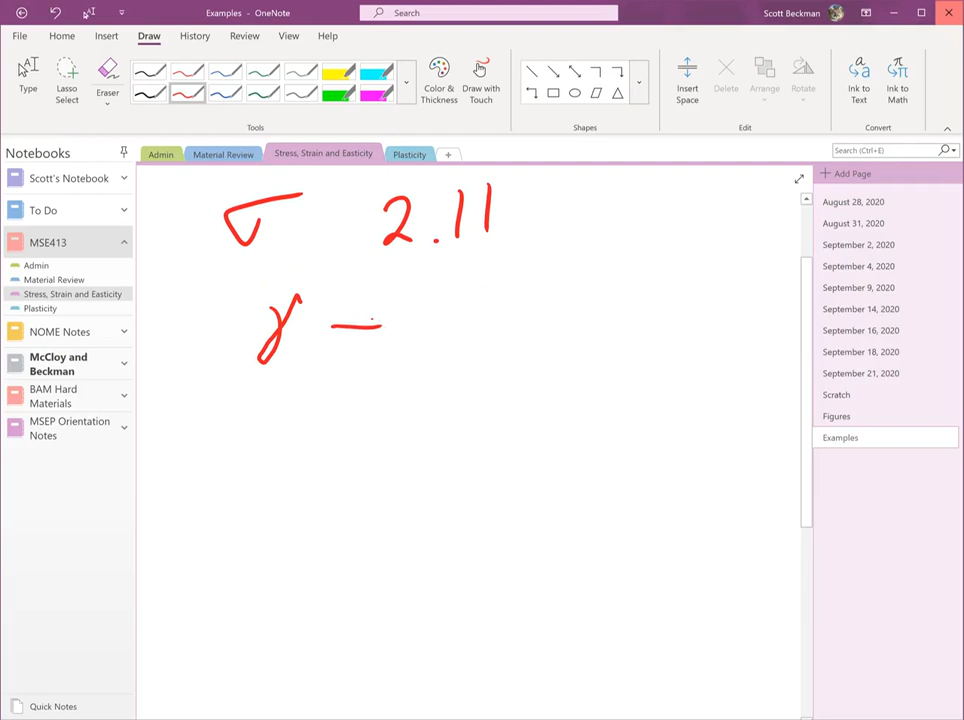 Examples - OneNote
Search
Scott Beckman
File Home Insert Draw History Review View Help
Type
Lasso Select
Eraser
Color & Thickness
Draw with Touch
Insert Space
Delete
Arrange
Rotate
Ink to Text
Ink to Math
Tools
Shapes
Edit
Convert
Notebooks
Admin
Material Review
Stress, Strain and Easticity
Plasticity
Search (Ctrl+E)
Scott's Notebook
To Do
MSE413
Admin
Material Review
Stress, Strain and Easticity
Plasticity
NOME Notes
McCloy and
Beckman
BAM Hard
Materials
MSEP Orientation
Notes
Quick Notes
σ 2.11
γ —
Add Page
August 28, 2020
August 31, 2020
September 2, 2020
September 4, 2020
September 9, 2020
September 14, 2020
September 16, 2020
September 18, 2020
September 21, 2020
Scratch
Figures
Examples